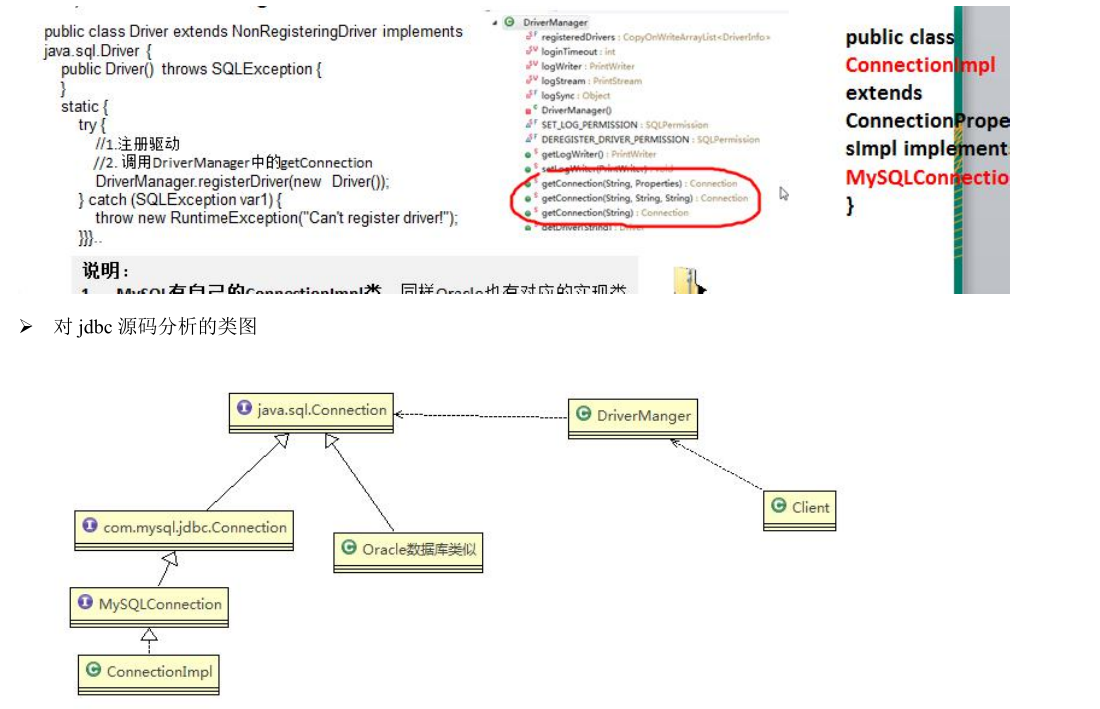 public class Driver extends NonRegisteringDriver implements
java.sql.Driver {
public Driver() throws SQLException {
}
static {
try {
//1.注册驱动
//2. 调用DriverManager中的getConnection
DriverManager.registerDriver(new Driver());
} catch (SQLException var1) {
throw new RuntimeException("Can't register driver!");
}}}..
DriverManager
registeredDrivers : CopyOnWriteArrayList<DriverInfo>
loginTimeout : int
logWriter : PrintWriter
logStream : PrintStream
logSync : Object
DriverManager()
SET_LOG_PERMISSION : SQLPermission
DEREGISTER_DRIVER_PERMISSION : SQLPermission
getLogWriter() : PrintWriter
setLogWriter(PrintWriter) : void
getConnection(String, Properties) : Connection
getConnection(String, String, String) : Connection
getConnection(String) : Connection
getDriver(String) : Driver
public class
ConnectionImpl
extends
ConnectionPrope
sImpl implement
MySQLConnectio
}
说明：
1. MySQL有自己的ConnectionImpl类，同样Oracle也有对应的实现类
➢ 对 jdbc 源码分析的类图
java.sql.Connection
DriverManger
Client
com.mysql.jdbc.Connection
Oracle数据库类似
MySQLConnection
ConnectionImpl